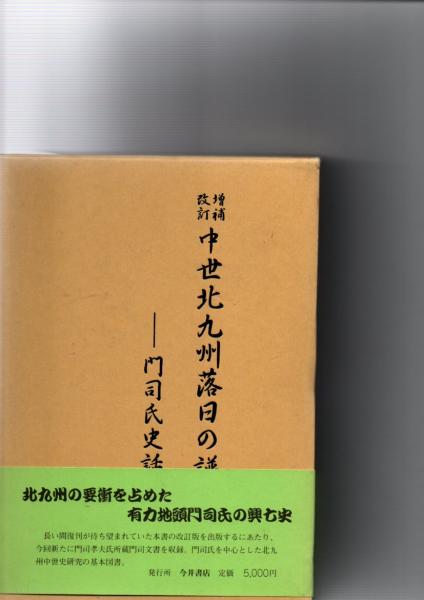 増補
改訂
中世北九州落日の譜
―門司氏史話
北九州の要衝を占めた
有力地頭門司氏の興亡史
長い間復刊が待ち望まれていた本書の改訂版を出版するにあたり、
今回新たに門司孝夫氏所蔵門司文書を収録。門司氏を中心とした北九
州中世史研究の基本図書。
発行所 今井書店 定価 5,000円